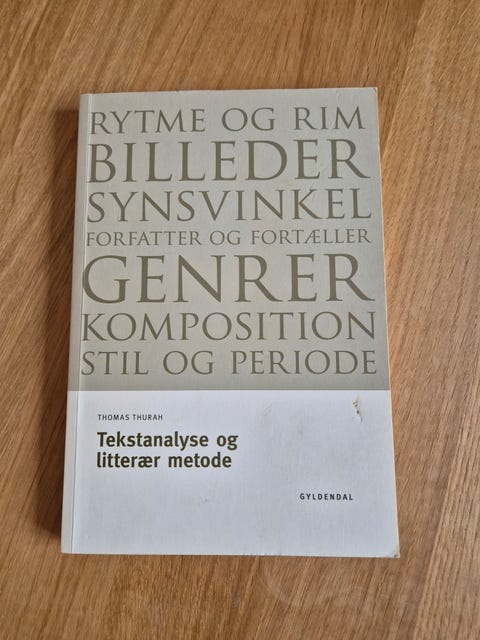 RYTME OG RIM
BILLEDER
SYNSVINKEL
FORFATTER OG FORTÆLLER
GENRER
KOMPOSITION
STIL OG PERIODE
THOMAS THURAH
Tekstanalyse og
litterær metode
GYLDENDAL